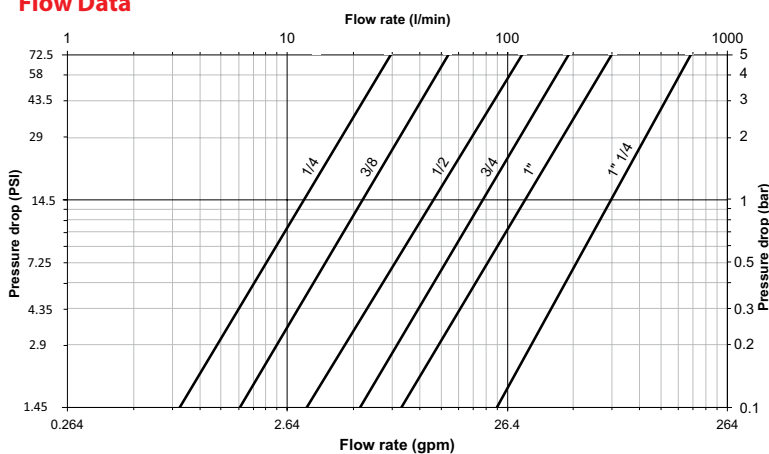 Flow Data
Flow rate (l/min)
1 10 100 1000
72.5 5
58 4
43.5 3
29 2
1/4 3/8 1/2 3/4 1" 1" 1/4
14.5 1
Pressure drop (PSI)
Pressure drop (bar)
7.25 0.5
4.35 0.3
2.9 0.2
1.45 0.1
0.264 2.64 26.4 264
Flow rate (gpm)